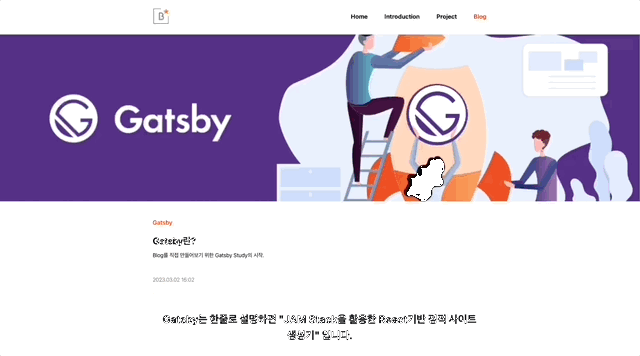 B
Home Introduction Project Blog
Gatsby
Gatsby
Gatsby란?
Blog를 직접 만들어보기 위한 Gatsby Study의 시작.
2023.03.02 16:02
Gatsby는 한줄로 설명하면 "JAM Stack을 활용한 React기반 정적 사이트
생성기" 입니다.